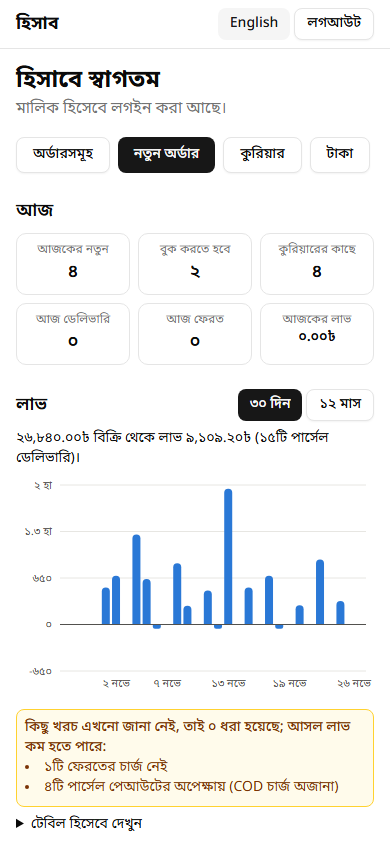 হিসাব English লগআউট
হিসাবে স্বাগতম
মালিক হিসেবে লগইন করা আছে।
অর্ডারসমূহ নতুন অর্ডার কুরিয়ার টাকা
আজ
আজকের নতুন বুক করতে হবে কুরিয়ারের কাছে
৪ ২ ৪
আজ ডেলিভারি আজ ফেরত আজকের লাভ
০ ০ ০.০০৳
লাভ ৩০ দিন ১২ মাস
২৬,৮৪০.০০৳ বিক্রি থেকে লাভ ৯,১০৯.২০৳ (১৫টি পার্সেল
ডেলিভারি)।
২ হা
১.৩ হা
৬৫০
০
-৬৫০
২ নভে ৭ নভে ১৩ নভে ১৯ নভে ২৬ নভে
কিছু খরচ এখনো জানা নেই, তাই ০ ধরা হয়েছে; আসল লাভ
কম হতে পারে:
• ১টি ফেরতের চার্জ নেই
• ৪টি পার্সেল পেআউটের অপেক্ষায় (COD চার্জ অজানা)
▶ টেবিল হিসেবে দেখুন